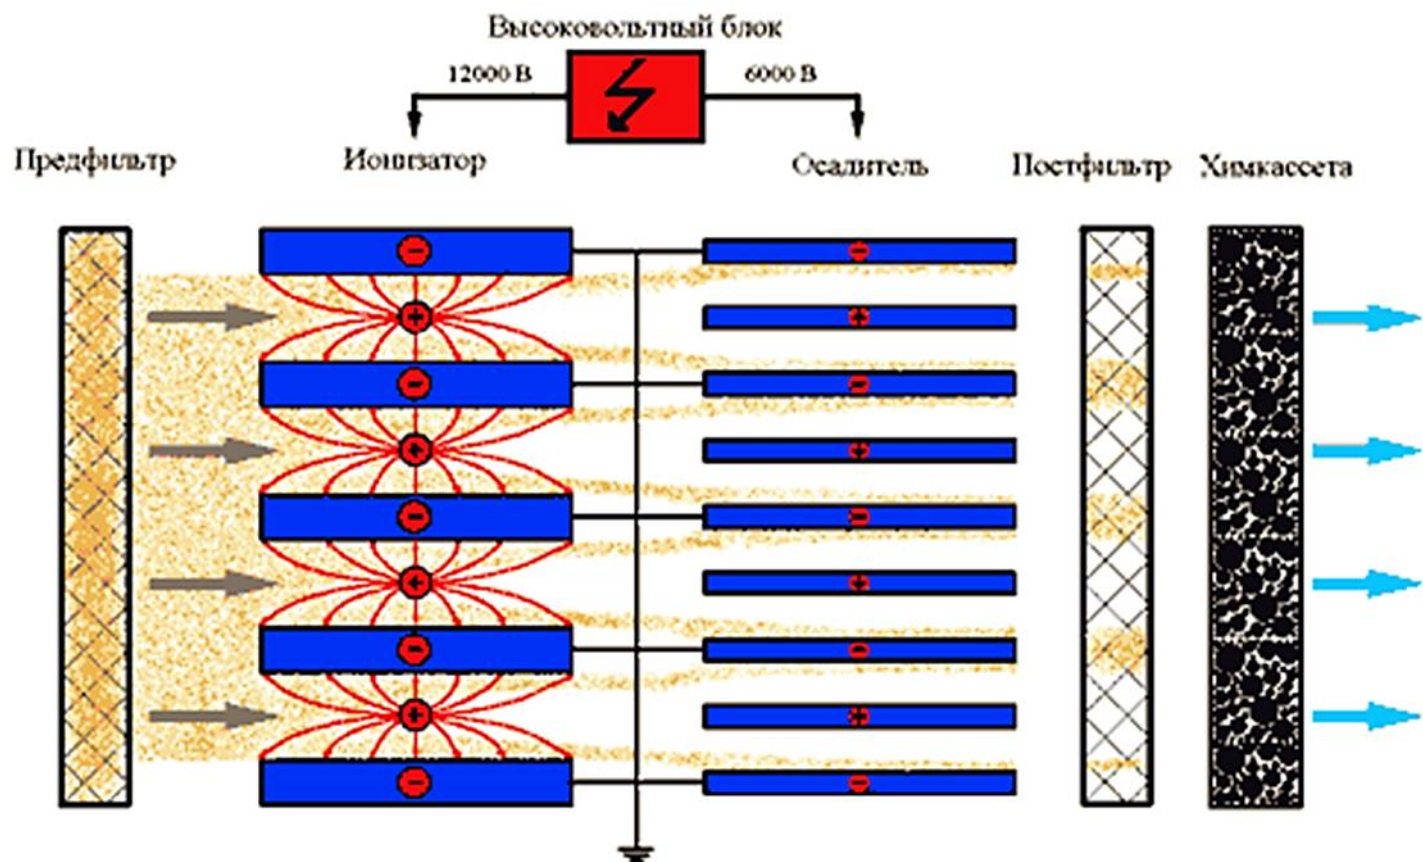 Высоковольтный блок
12000 В
6000 В
Предфильтр
Ионизатор
Осадитель
Постфильтр
Химкассета